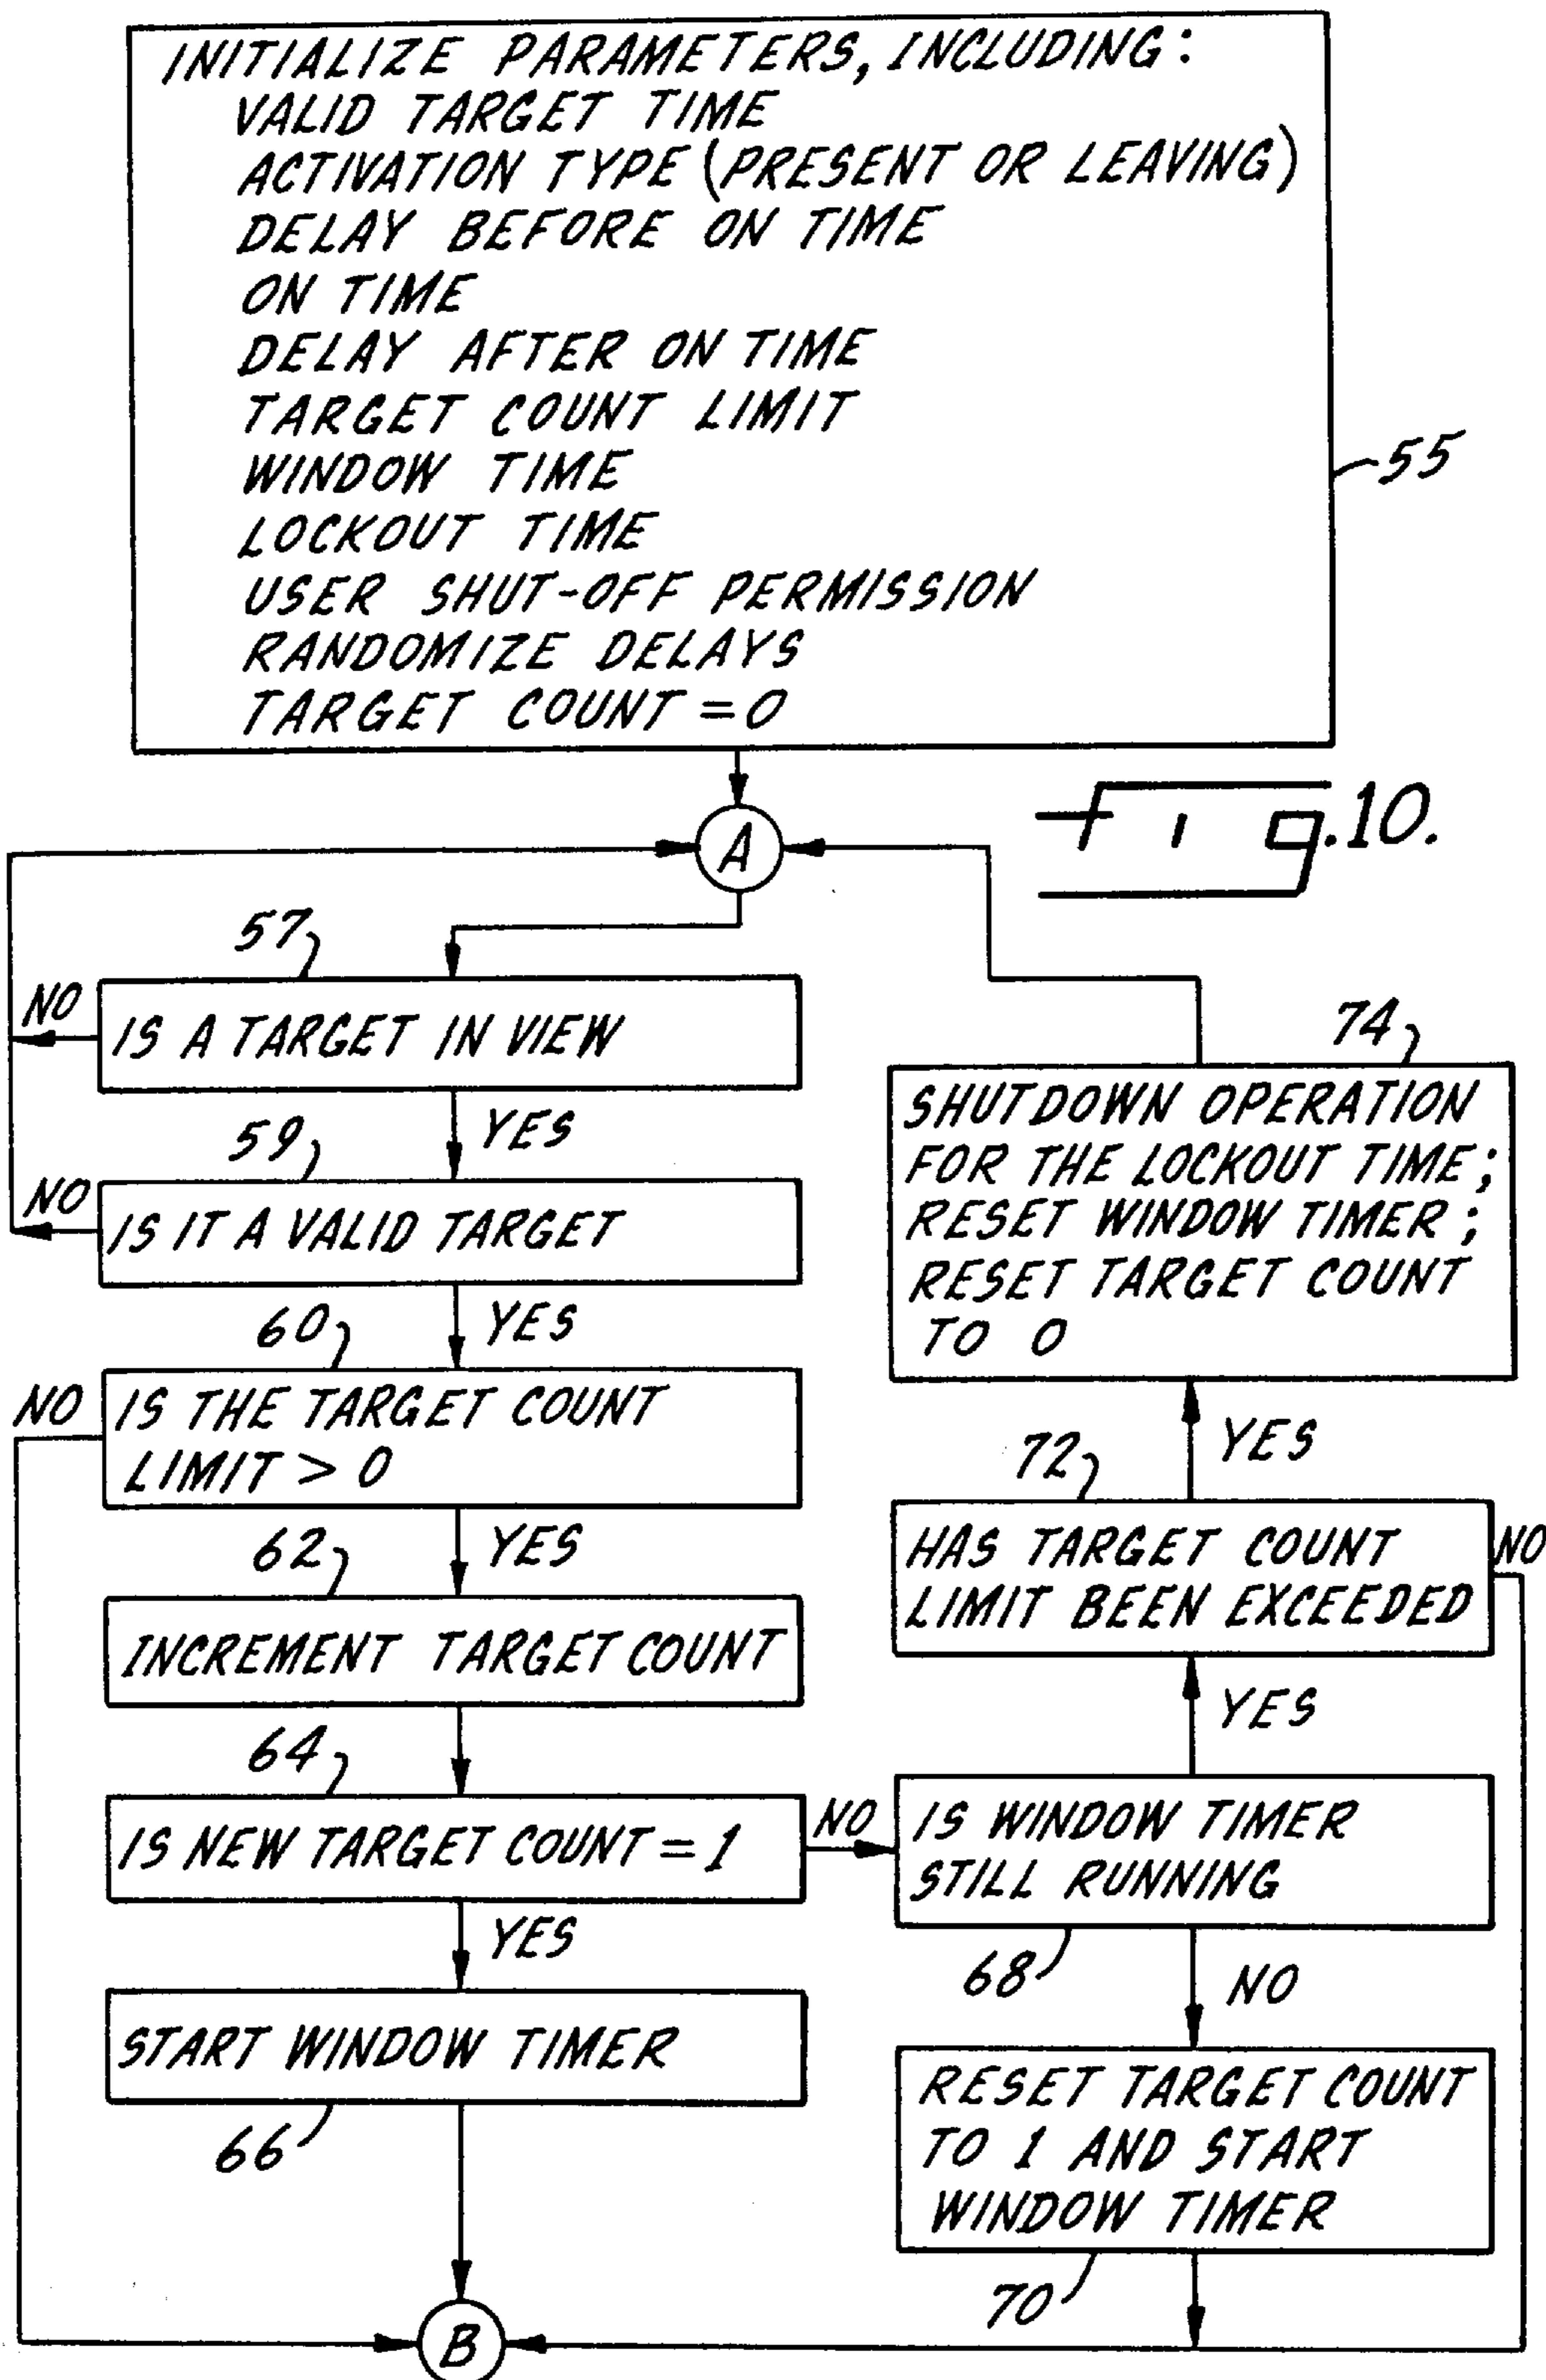 INITIALIZE PARAMETERS, INCLUDING:
VALID TARGET TIME
ACTIVATION TYPE (PRESENT OR LEAVING)
DELAY BEFORE ON TIME
ON TIME
DELAY AFTER ON TIME
TARGET COUNT LIMIT
WINDOW TIME
LOCKOUT TIME
USER SHUT-OFF PERMISSION
RANDOMIZE DELAYS
TARGET COUNT = 0
55
Fig. 10.
A
57
NO
IS A TARGET IN VIEW
YES
59
NO
IS IT A VALID TARGET
YES
60
NO
IS THE TARGET COUNT
LIMIT > 0
YES
62
INCREMENT TARGET COUNT
64
IS NEW TARGET COUNT = 1
NO
YES
START WINDOW TIMER
66
74
SHUTDOWN OPERATION
FOR THE LOCKOUT TIME;
RESET WINDOW TIMER;
RESET TARGET COUNT
TO 0
YES
72
HAS TARGET COUNT
LIMIT BEEN EXCEEDED
NO
YES
IS WINDOW TIMER
STILL RUNNING
68
NO
RESET TARGET COUNT
TO 1 AND START
WINDOW TIMER
70
B